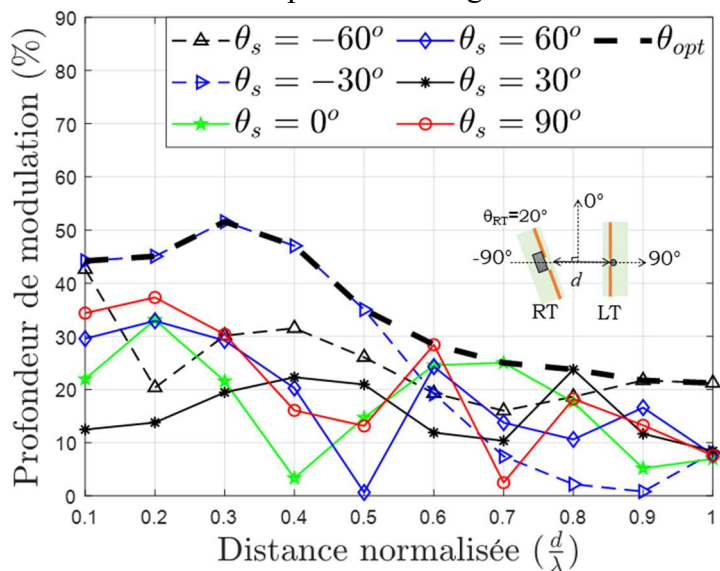 Profondeur de modulation (%)
90
80
70
60
50
40
30
20
10
0
θs = −60° θs = 60° θopt
θs = −30° θs = 30°
θs = 0° θs = 90°
0°
θRT=20°
-90° 90°
d
RT LT
0.1 0.2 0.3 0.4 0.5 0.6 0.7 0.8 0.9 1
Distance normalisée (d/λ)